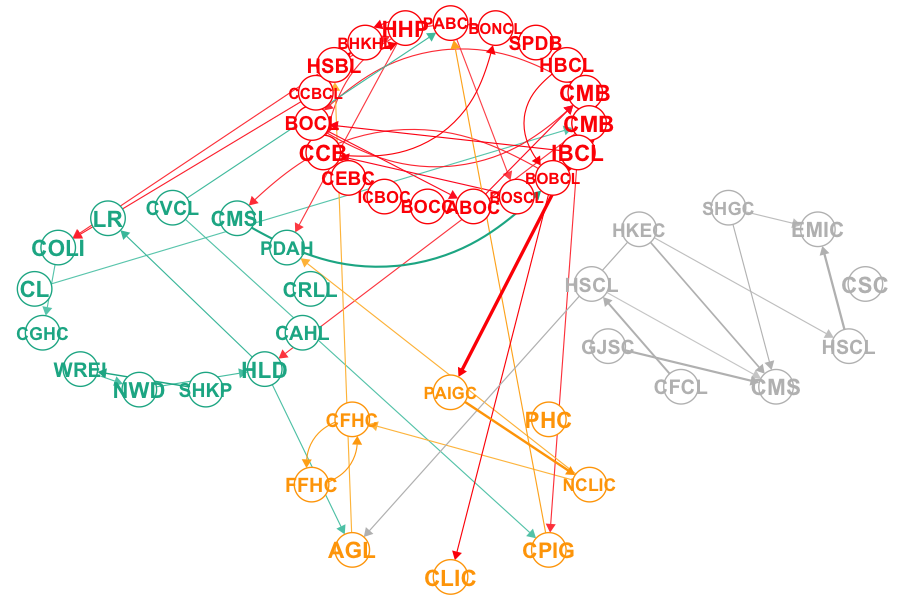 HHP
PABCL
BONCL
BHKHL
SPDB
HSBL
HBCL
CCBCL
CMB
BOCL
CMB
CCB
IBCL
CEBC
BOBCL
ICBOC
BOCC
ABOC
BOSCL
LR
CVCL
CMSI
COLI
PDAH
CL
CRLL
CGHC
CAHL
WREL
NWD
SHKP
HLD
SHGC
HKEC
EMIC
HSCL
CSC
GJSC
HSCL
CFCL
CMS
PAIGC
CFHC
PHC
FFHC
NCLIC
AGL
CPIG
CLIC